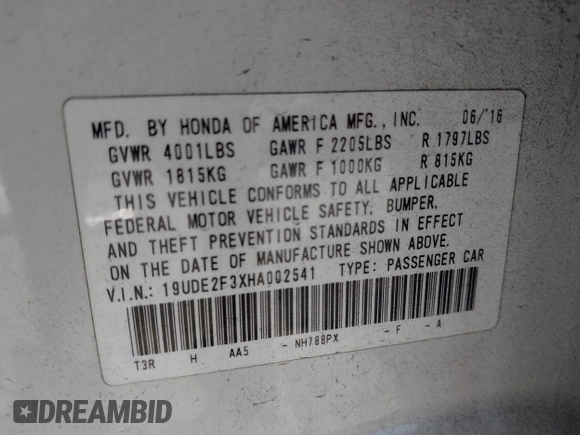 MFD. BY HONDA OF AMERICA MFG., INC. 06/'16
GVWR 4001LBS GAWR F 2205LBS R 1797LBS
GVWR 1815KG GAWR F 1000KG R 815KG
THIS VEHICLE CONFORMS TO ALL APPLICABLE
FEDERAL MOTOR VEHICLE SAFETY, BUMPER,
AND THEFT PREVENTION STANDARDS IN EFFECT
ON THE DATE OF MANUFACTURE SHOWN ABOVE.
V.I.N.: 19UDE2F3XHA002541 TYPE: PASSENGER CAR
T3R H AA5 - NH788PX - F - A
DREAMBID